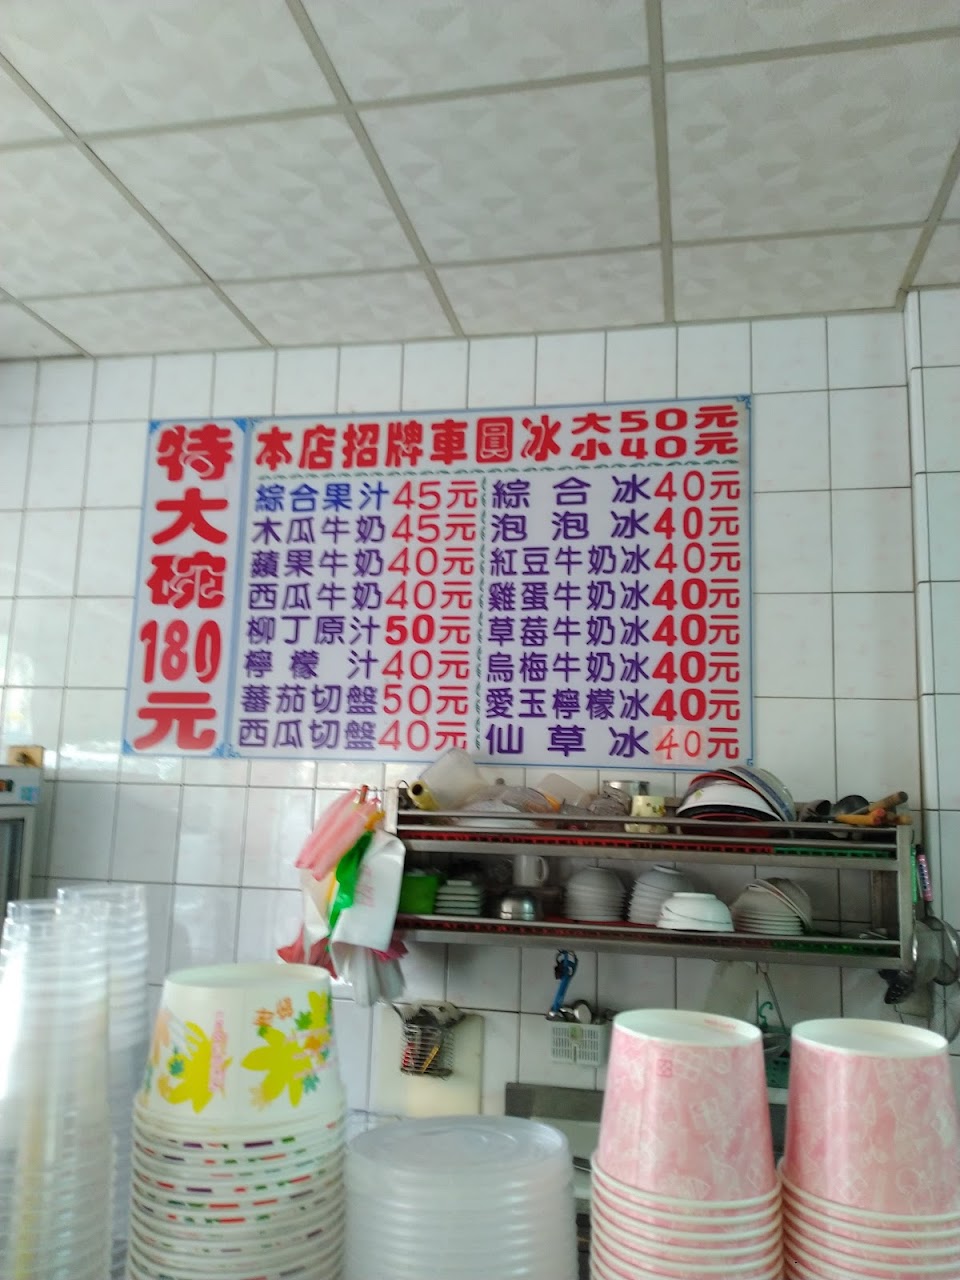 特大碗180元
本店招牌車圓冰 大50元
小40元
綜合果汁45元
木瓜牛奶45元
蘋果牛奶40元
西瓜牛奶40元
柳丁原汁50元
檸檬汁40元
蕃茄切盤50元
西瓜切盤40元
綜合冰40元
泡泡冰40元
紅豆牛奶冰40元
雞蛋牛奶冰40元
草莓牛奶冰40元
烏梅牛奶冰40元
愛玉檸檬冰40元
仙草冰40元